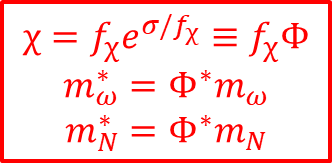 χ = f_χ e^{σ/f_χ} ≡ f_χ Φ
m_ω^* = Φ^* m_ω
m_N^* = Φ^* m_N